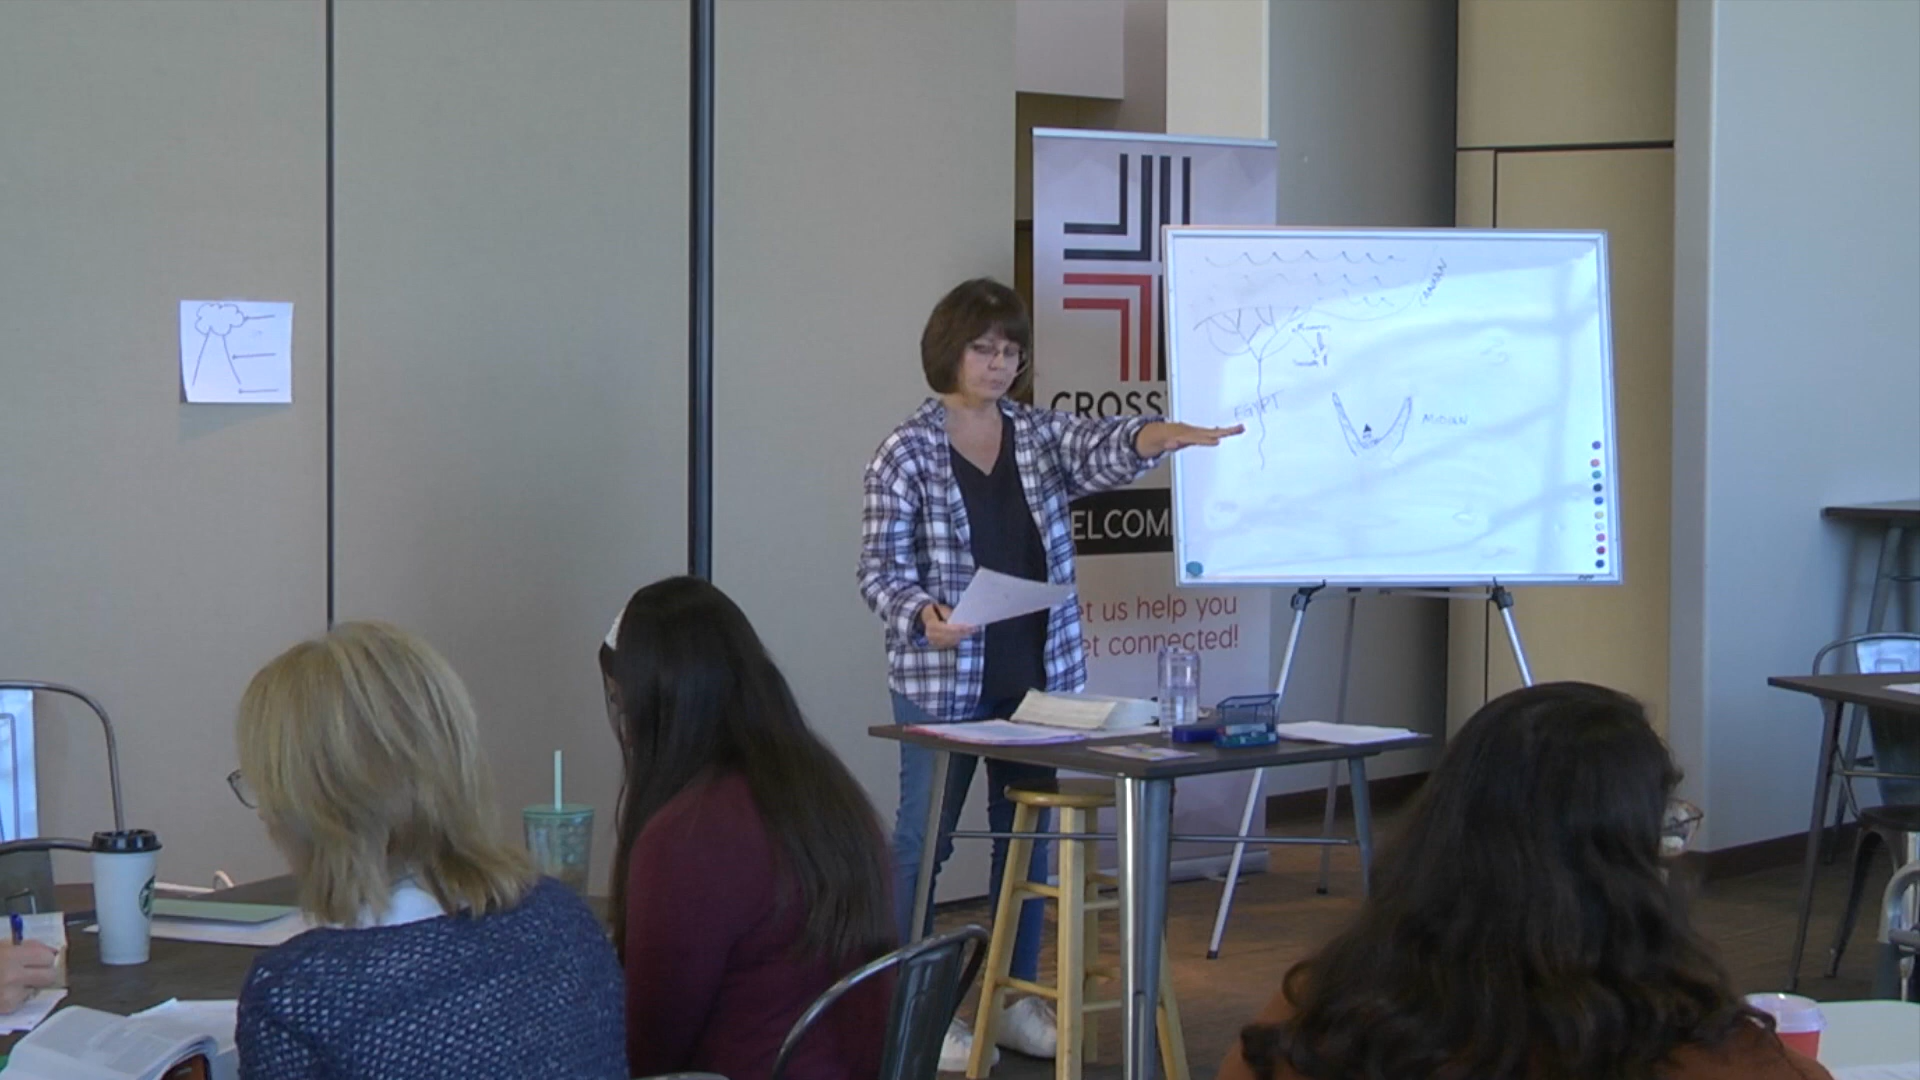 CROSS
ELCOM
et us help you
et connected!
CANAAN
EGYPT
MIDIAN